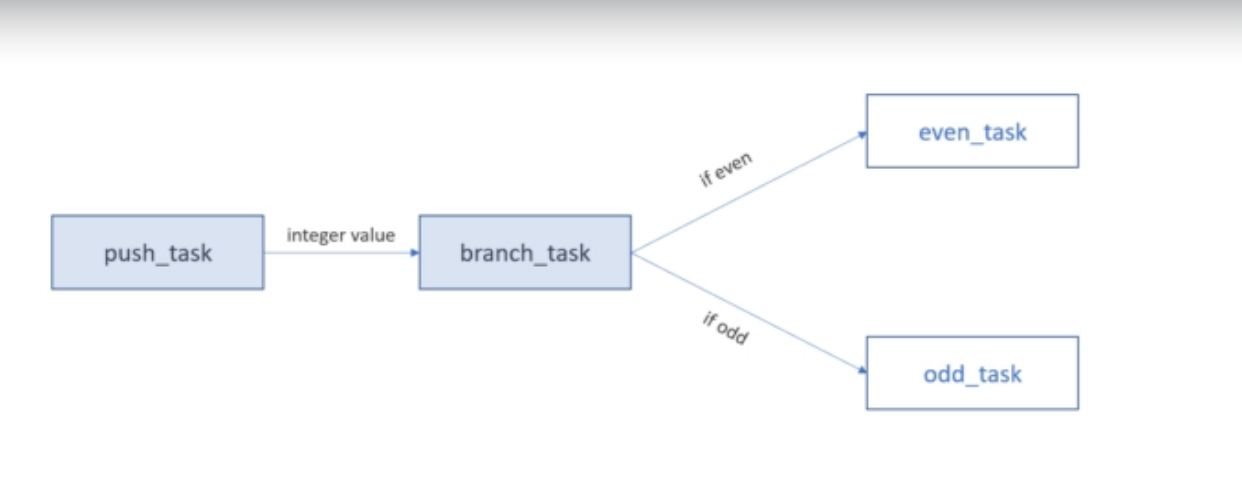 push_task
integer value
branch_task
if even
even_task
if odd
odd_task